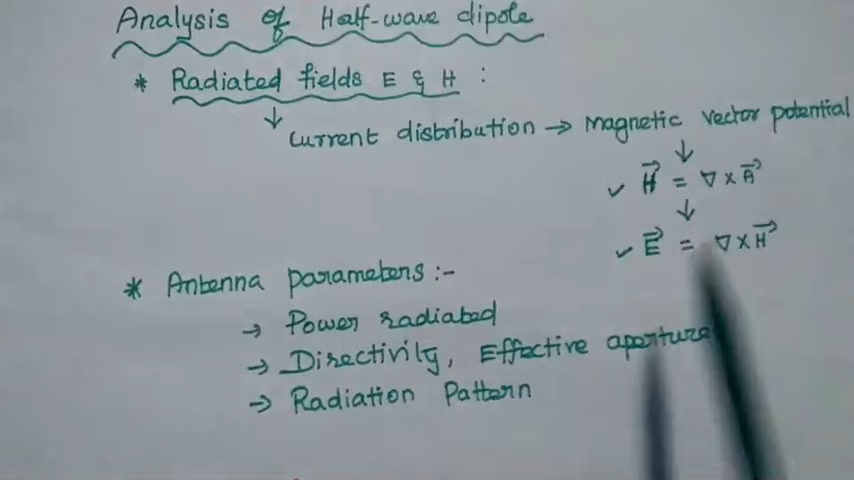 Analysis of Half-wave dipole
* Radiated fields E & H :
↓ Current distribution → Magnetic vector potential
↓
✓ H⃗ = ∇ × A⃗
↓
✓ E⃗ = ∇ × H⃗
* Antenna parameters :-
→ Power radiated
→ Directivity, Effective aperture
→ Radiation Pattern